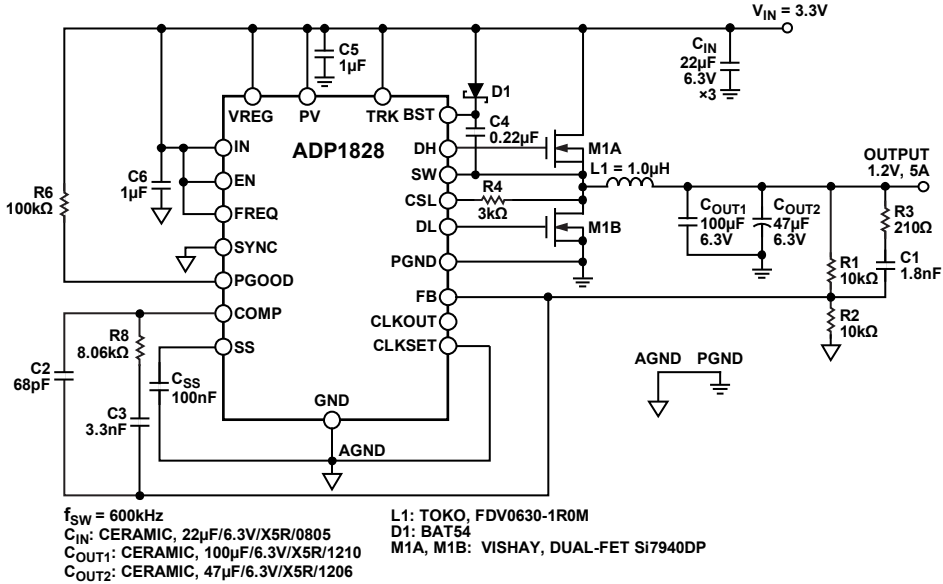 V_IN = 3.3V
C5
1µF
C_IN
22µF
6.3V
×3
D1
VREG
PV
TRK
BST
C4
0.22µF
ADP1828
IN
DH
M1A
L1 = 1.0µH
OUTPUT
1.2V, 5A
R6
100kΩ
C6
1µF
EN
SW
FREQ
CSL
R4
3kΩ
C_OUT1
100µF
6.3V
C_OUT2
47µF
6.3V
R3
210Ω
DL
M1B
SYNC
PGND
R1
10kΩ
C1
1.8nF
PGOOD
FB
COMP
CLKOUT
R2
10kΩ
R8
8.06kΩ
SS
CLKSET
C2
68pF
C_SS
100nF
AGND PGND
C3
3.3nF
GND
AGND
f_SW = 600kHz
C_IN: CERAMIC, 22µF/6.3V/X5R/0805
C_OUT1: CERAMIC, 100µF/6.3V/X5R/1210
C_OUT2: CERAMIC, 47µF/6.3V/X5R/1206
L1: TOKO, FDV0630-1R0M
D1: BAT54
M1A, M1B: VISHAY, DUAL-FET Si7940DP